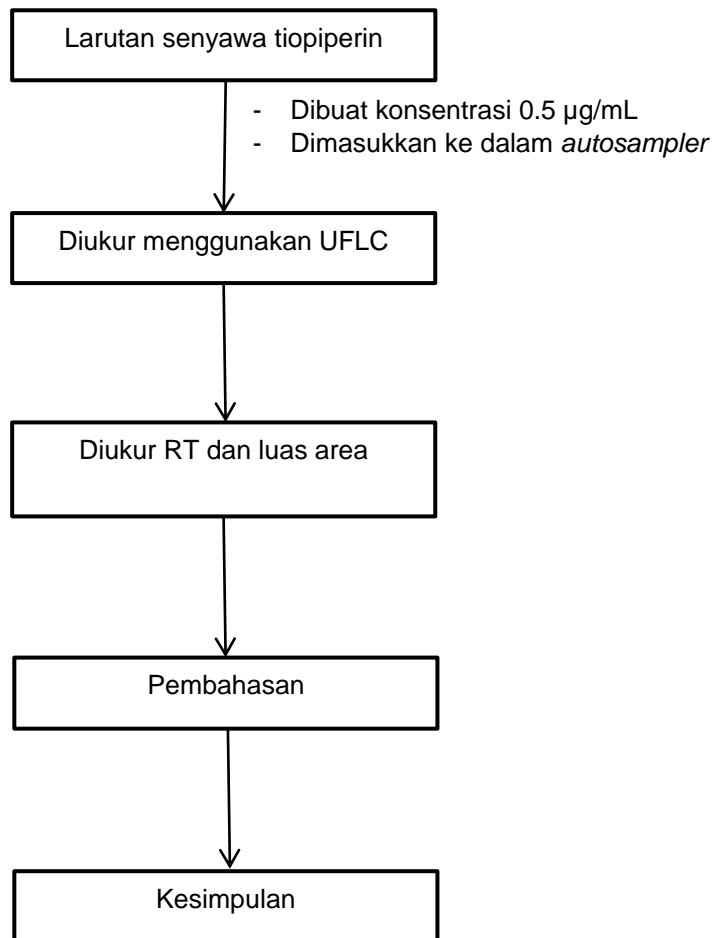 Larutan senyawa tiopiperin
- Dibuat konsentrasi 0.5 µg/mL
- Dimasukkan ke dalam autosampler
Diukur menggunakan UFLC
Diukur RT dan luas area
Pembahasan
Kesimpulan